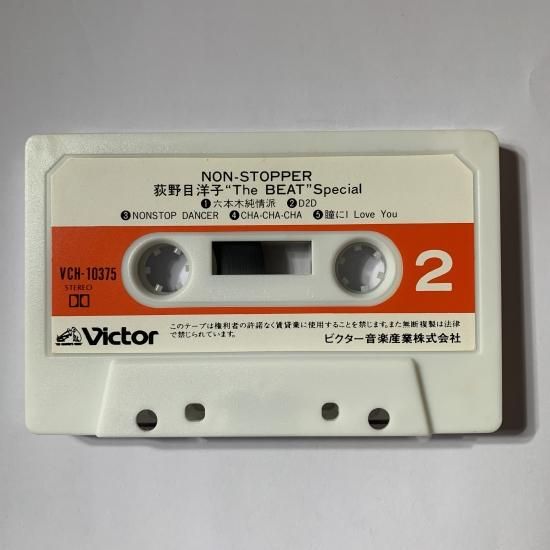 NON-STOPPER
荻野目洋子“The BEAT”Special
❶六本木純情派 ❷D2D
❸NONSTOP DANCER ❹CHA-CHA-CHA ❺瞳にI Love You
VCH-10375
STEREO
2
Victor
このテープは権利者の許諾なく賃貸業に使用することを禁じます。また無断複製は法律
で禁じられています。
ビクター音楽産業株式会社